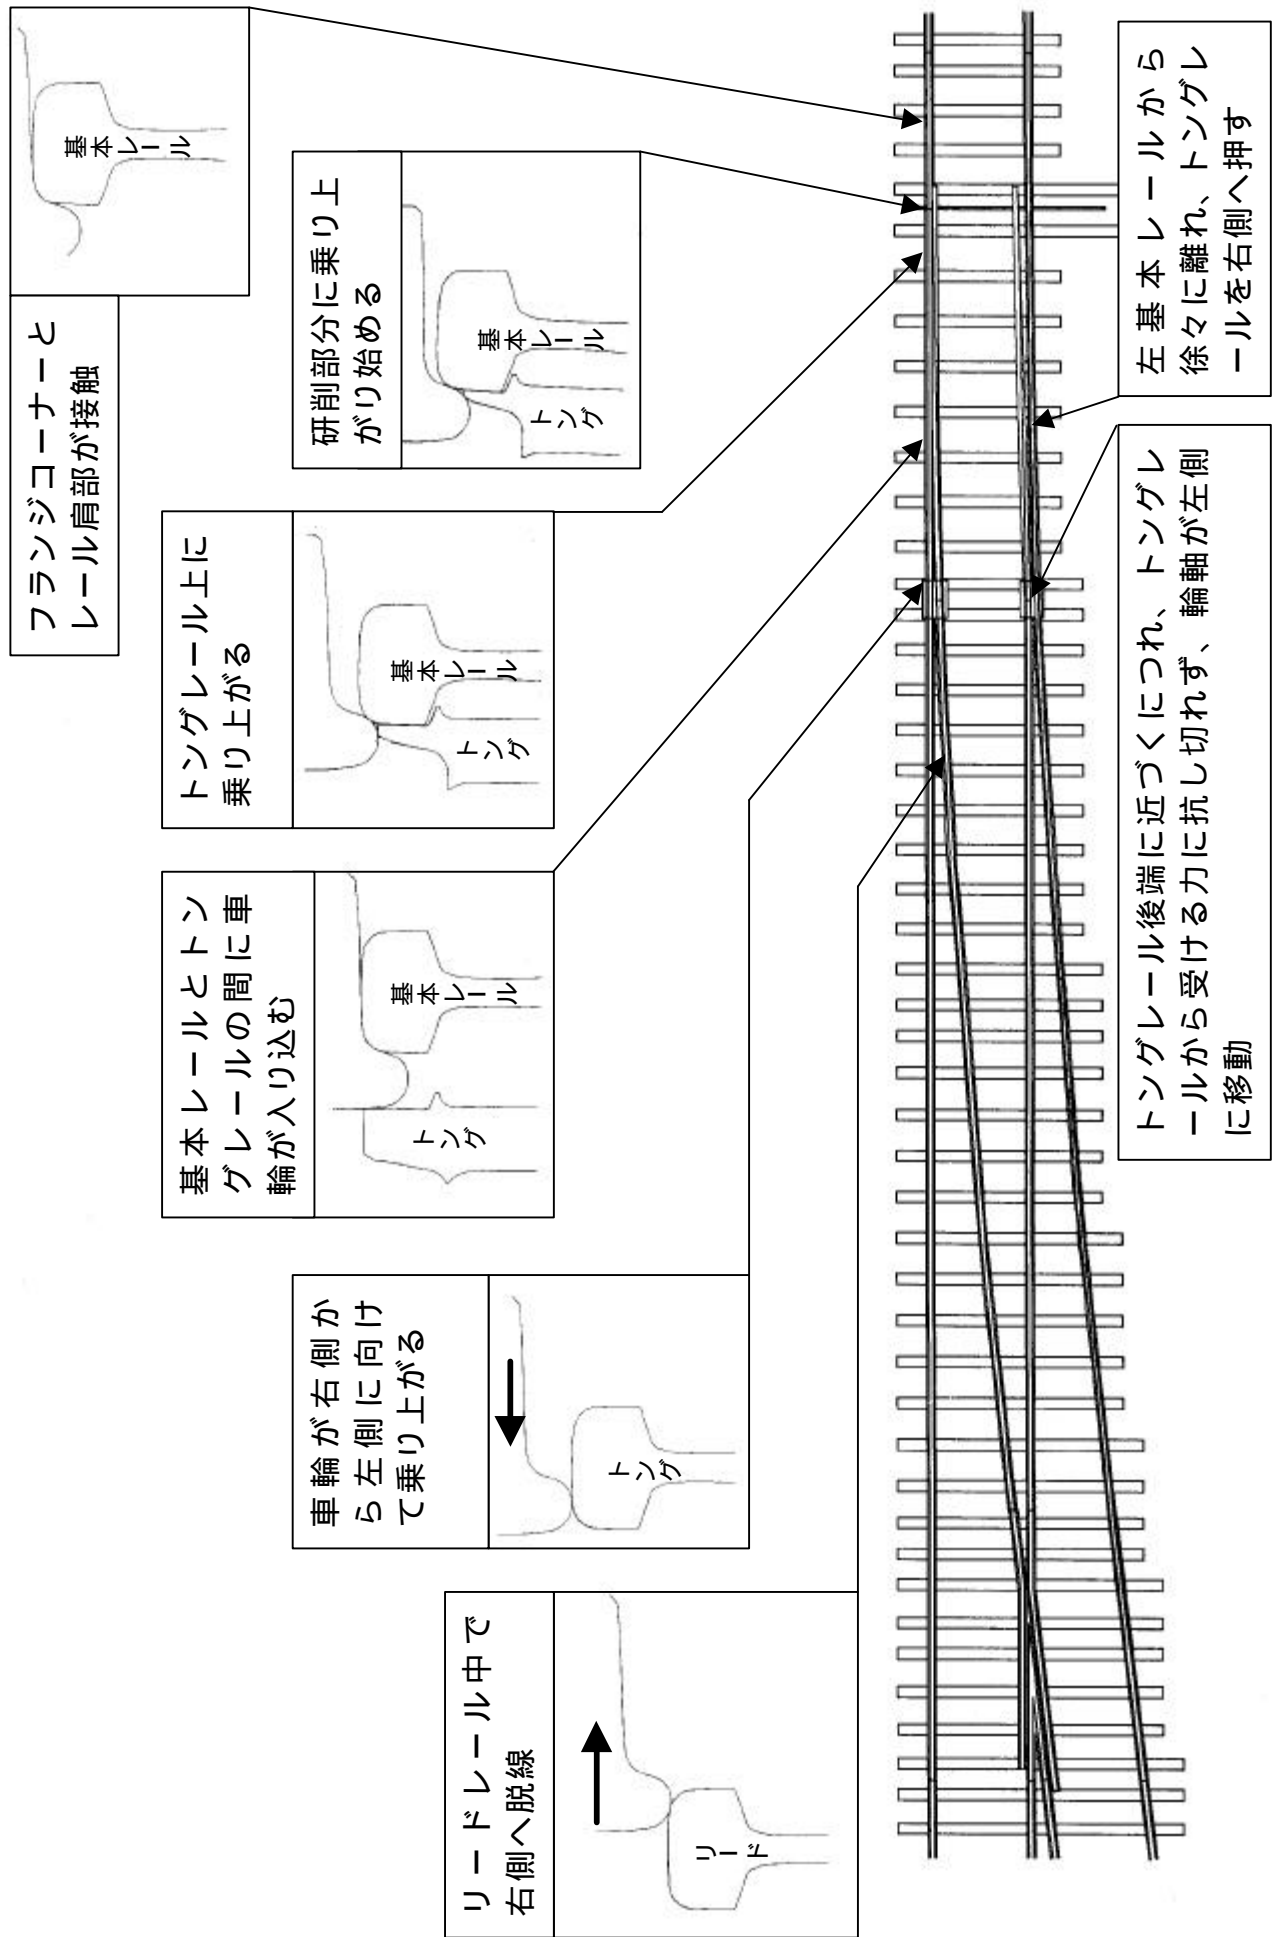 フランジコーナーと
レール肩部が接触
基本レール
研削部分に乗り上
がり始める
基本レール
トング
トングレール上に
乗り上がる
基本レール
トング
基本レールとトン
グレールの間に車
輪が入り込む
基本レール
トング
車輪が右側か
ら左側に向け
て乗り上がる
トング
リードレール中で
右側へ脱線
リード
左基本レールから
徐々に離れ、トングレ
ールを右側へ押す
トングレール後端に近づくにつれ、トングレ
ールから受ける力に抗し切れず、輪軸が左側
に移動